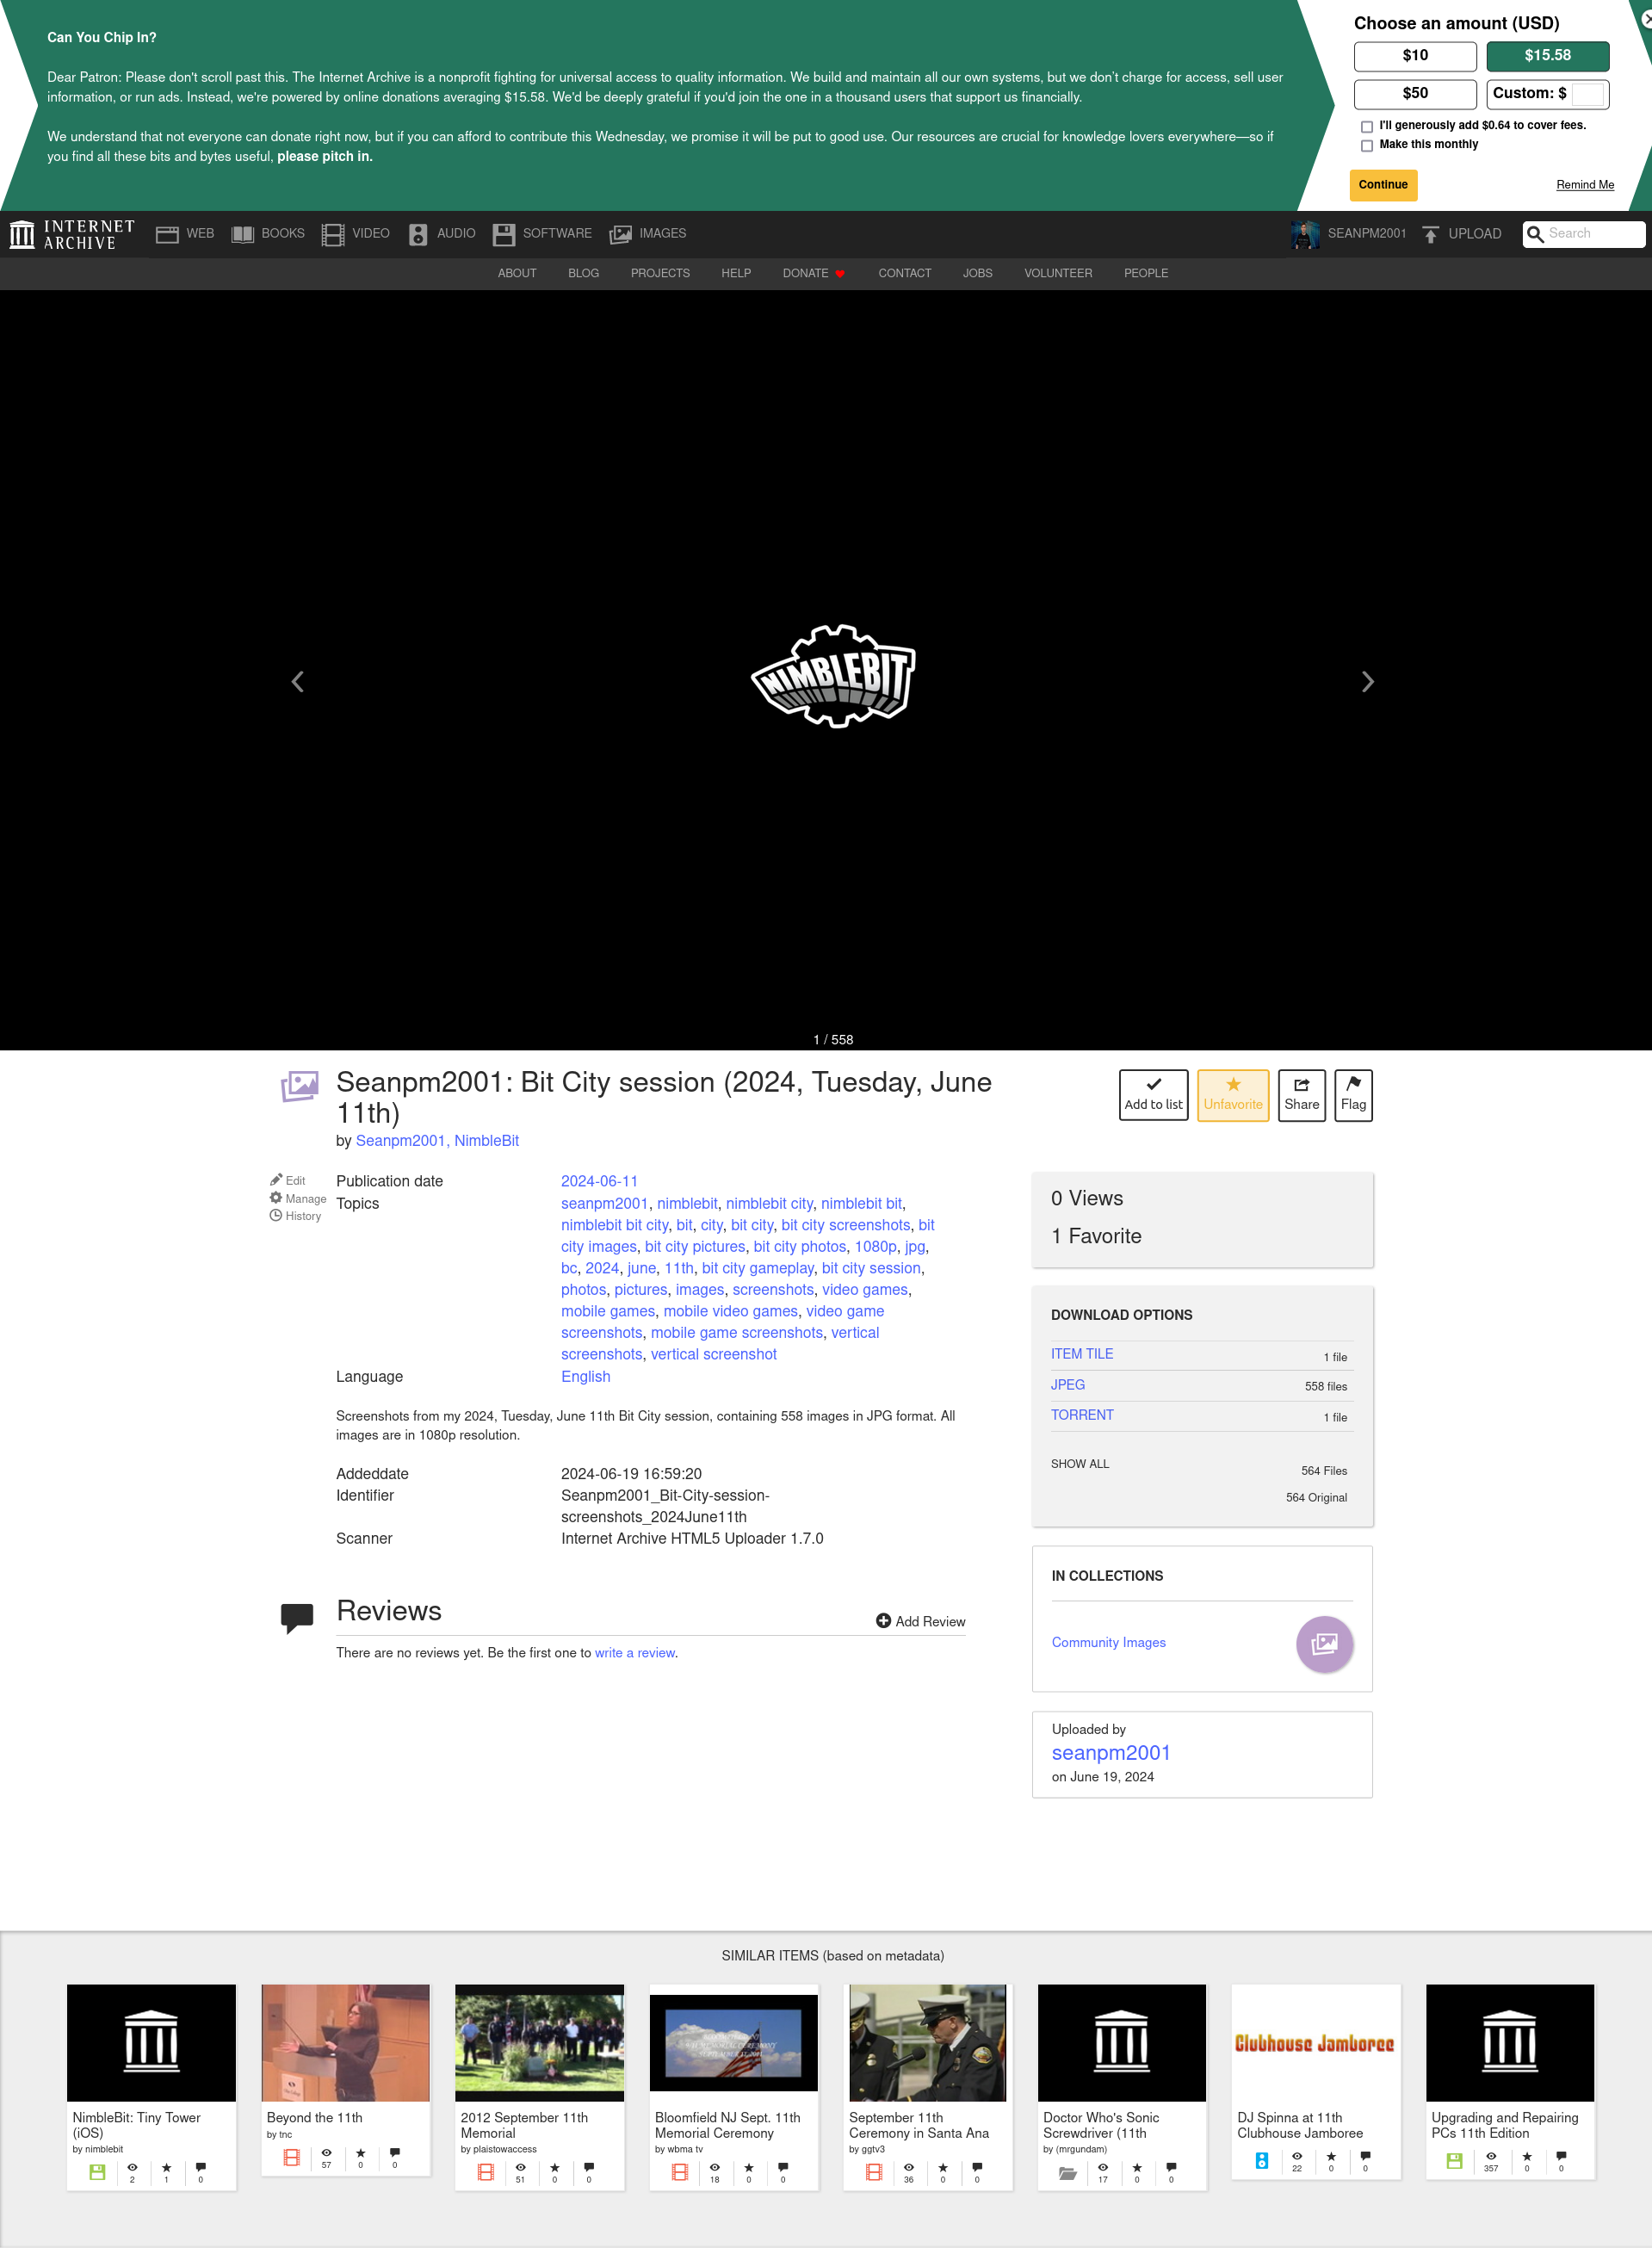 Can You Chip In?
Dear Patron: Please don't scroll past this. The Internet Archive is a nonprofit fighting for universal access to quality information. We build and maintain all our own systems, but we don't charge for access, sell user
information, or run ads. Instead, we're powered by online donations averaging $15.58. We'd be deeply grateful if you'd join the one in a thousand users that support us financially.
We understand that not everyone can donate right now, but if you can afford to contribute this Wednesday, we promise it will be put to good use. Our resources are crucial for knowledge lovers everywhere—so if
you find all these bits and bytes useful, please pitch in.
Choose an amount (USD)
$10 $15.58
$50 Custom: $
I'll generously add $0.64 to cover fees.
Make this monthly
Continue Remind Me
INTERNET
ARCHIVE
WEB BOOKS VIDEO AUDIO SOFTWARE IMAGES SEANPM2001 UPLOAD Search
ABOUT BLOG PROJECTS HELP DONATE CONTACT JOBS VOLUNTEER PEOPLE
NIMBLEBIT
1 / 558
Seanpm2001: Bit City session (2024, Tuesday, June
11th)
by Seanpm2001, NimbleBit
Add to list Unfavorite Share Flag
Edit
Manage
History
Publication date 2024-06-11
Topics seanpm2001, nimblebit, nimblebit city, nimblebit bit,
nimblebit bit city, bit, city, bit city, bit city screenshots, bit
city images, bit city pictures, bit city photos, 1080p, jpg,
bc, 2024, june, 11th, bit city gameplay, bit city session,
photos, pictures, images, screenshots, video games,
mobile games, mobile video games, video game
screenshots, mobile game screenshots, vertical
screenshots, vertical screenshot
Language English
Screenshots from my 2024, Tuesday, June 11th Bit City session, containing 558 images in JPG format. All
images are in 1080p resolution.
Addeddate 2024-06-19 16:59:20
Identifier Seanpm2001_Bit-City-session-
screenshots_2024June11th
Scanner Internet Archive HTML5 Uploader 1.7.0
Reviews
Add Review
There are no reviews yet. Be the first one to write a review.
0 Views
1 Favorite
DOWNLOAD OPTIONS
ITEM TILE 1 file
JPEG 558 files
TORRENT 1 file
SHOW ALL 564 Files
564 Original
IN COLLECTIONS
Community Images
Uploaded by
seanpm2001
on June 19, 2024
SIMILAR ITEMS (based on metadata)
NimbleBit: Tiny Tower
(iOS)
by nimblebit
2 1 0
Beyond the 11th
by tnc
57 0 0
2012 September 11th
Memorial
by plaistowaccess
51 0 0
Bloomfield NJ Sept. 11th
Memorial Ceremony
by wbma tv
18 0 0
September 11th
Ceremony in Santa Ana
by ggtv3
36 0 0
Doctor Who's Sonic
Screwdriver (11th
by (mrgundam)
17 0 0
Clubhouse Jamboree
DJ Spinna at 11th
Clubhouse Jamboree
22 0 0
Upgrading and Repairing
PCs 11th Edition
357 0 0